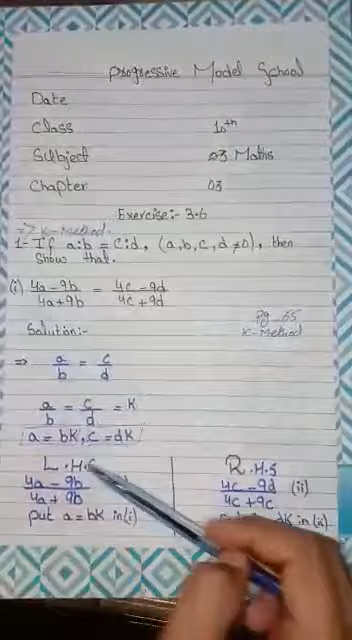 Progressive Model School
Date
Class 10th
Subject 03 Maths
Chapter 03
Exercise:- 3.6
=> K-Method
1- If a:b = c:d, (a,b,c,d ≠0), then
Show that.
(i) 4a-9b/4a+9b = 4c-9d/4c+9d
Pg 65
K-Method
Solution:-
=> a/b = c/d
a/b = c/d = K
a = bK, c = dK
L.H.S
4a-9b/4a+9b
put a=bK in(i)
R.H.S
4c-9d/4c+9c (ii)
dK in(ii)